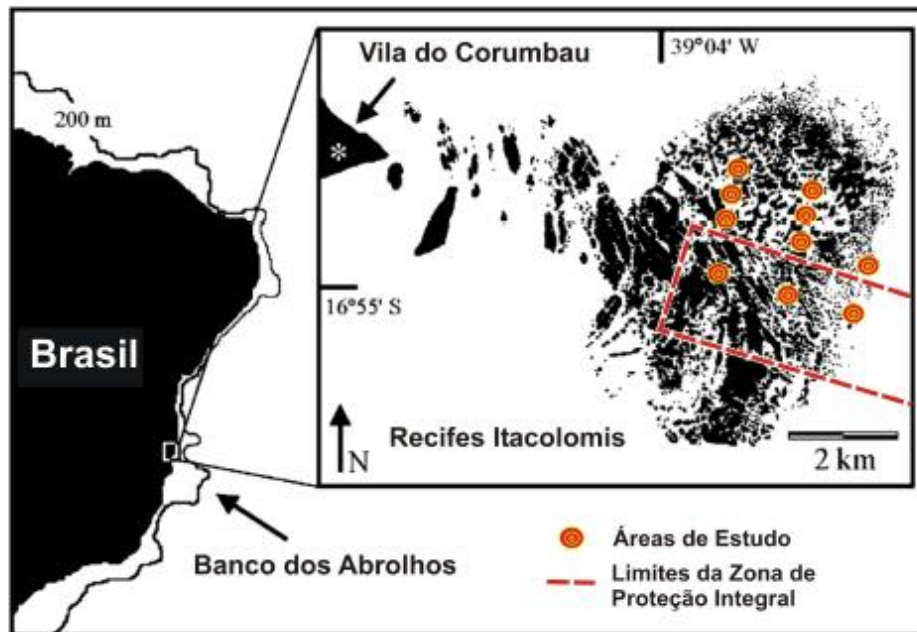 Vila do Corumbau
39°04' W
200 m
*
16°55' S
Brasil
Recifes Itacolomis
N
2 km
Banco dos Abrolhos
Áreas de Estudo
Limites da Zona de
Proteção Integral